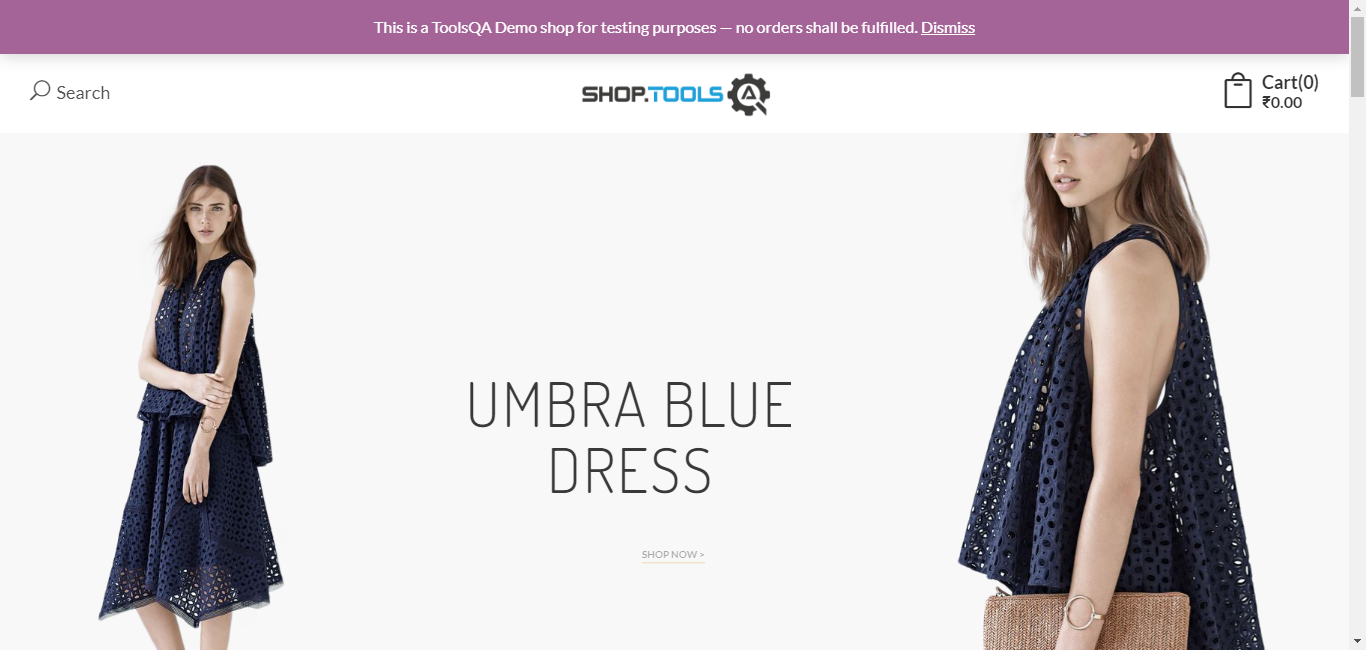 This is a ToolsQA Demo shop for testing purposes — no orders shall be fulfilled. Dismiss
Search
SHOP.TOOLS
Cart(0)
₹0.00
UMBRA BLUE
DRESS
SHOP NOW >